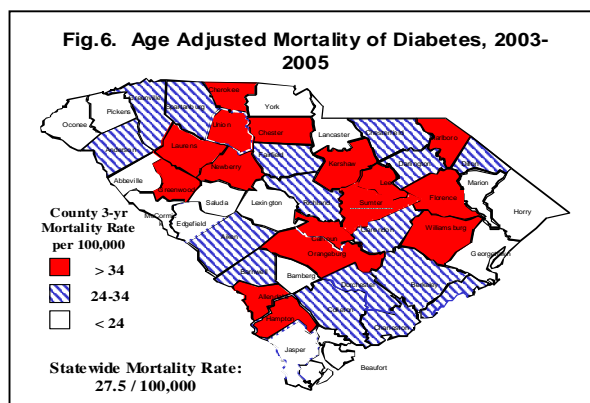 Fig.6. Age Adjusted Mortality of Diabetes, 2003-
2005
Cherokee
Greenville
Spartanburg
York
Pickens
Oconee
Union
Chester
Lancaster
Chesterfield
Marlboro
Anderson
Laurens
Fairfield
Kershaw
Darlington
Dillon
Newberry
Lee
Abbeville
Greenwood
Florence
Marion
Saluda
Lexington
Richland
Sumter
Horry
Edgefield
Calhoun
Clarendon
Williamsburg
Aiken
Orangeburg
Georgetown
Barnwell
Bamberg
Dorchester
Berkeley
Allendale
Colleton
Hampton
Charleston
Jasper
Beaufort
County 3-yr
Mortality Rate
per 100,000
> 34
24-34
< 24
Statewide Mortality Rate:
27.5 / 100,000